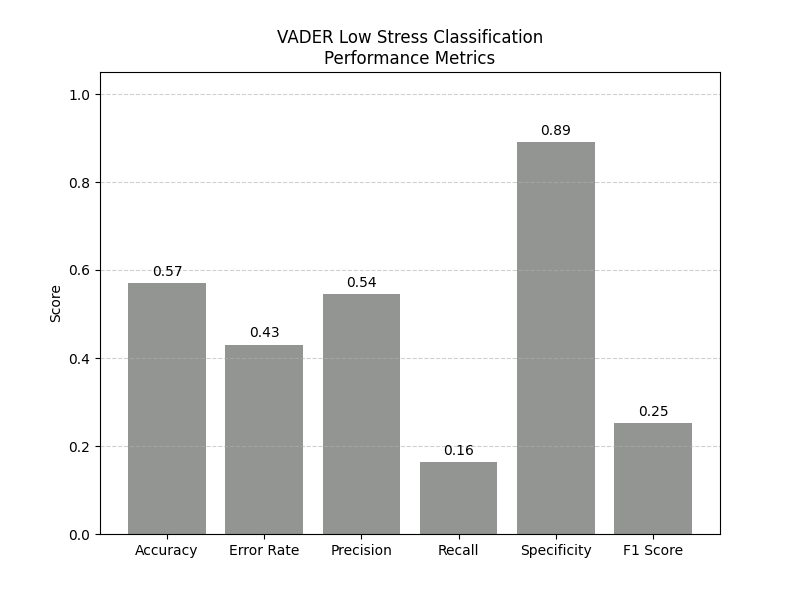 VADER Low Stress Classification
Performance Metrics
1.0
0.8
0.6
0.4
0.2
0.0
Score
0.57
0.43
0.54
0.16
0.89
0.25
Accuracy
Error Rate
Precision
Recall
Specificity
F1 Score